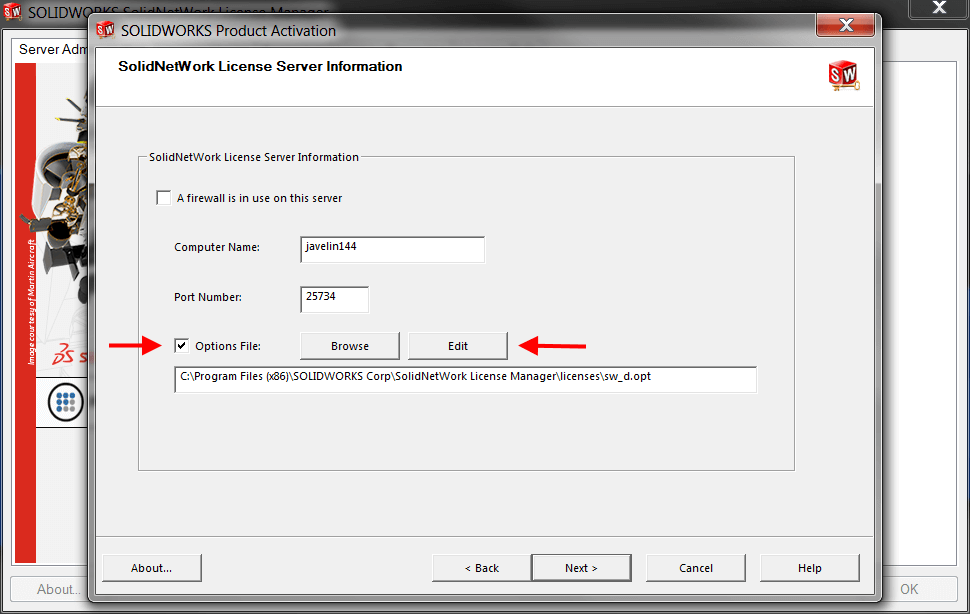 SOLIDWORKS SolidNetWork License Manager
SOLIDWORKS Product Activation
Server Adm
SolidNetWork License Server Information
SolidNetWork License Server Information
A firewall is in use on this server
Computer Name:
javelin144
Port Number:
25734
Options File:
Browse
Edit
C:\Program Files (x86)\SOLIDWORKS Corp\SolidNetWork License Manager\licenses\sw_d.opt
Image courtesy of Martin Aircraft
About...
< Back
Next >
Cancel
Help
About..
OK